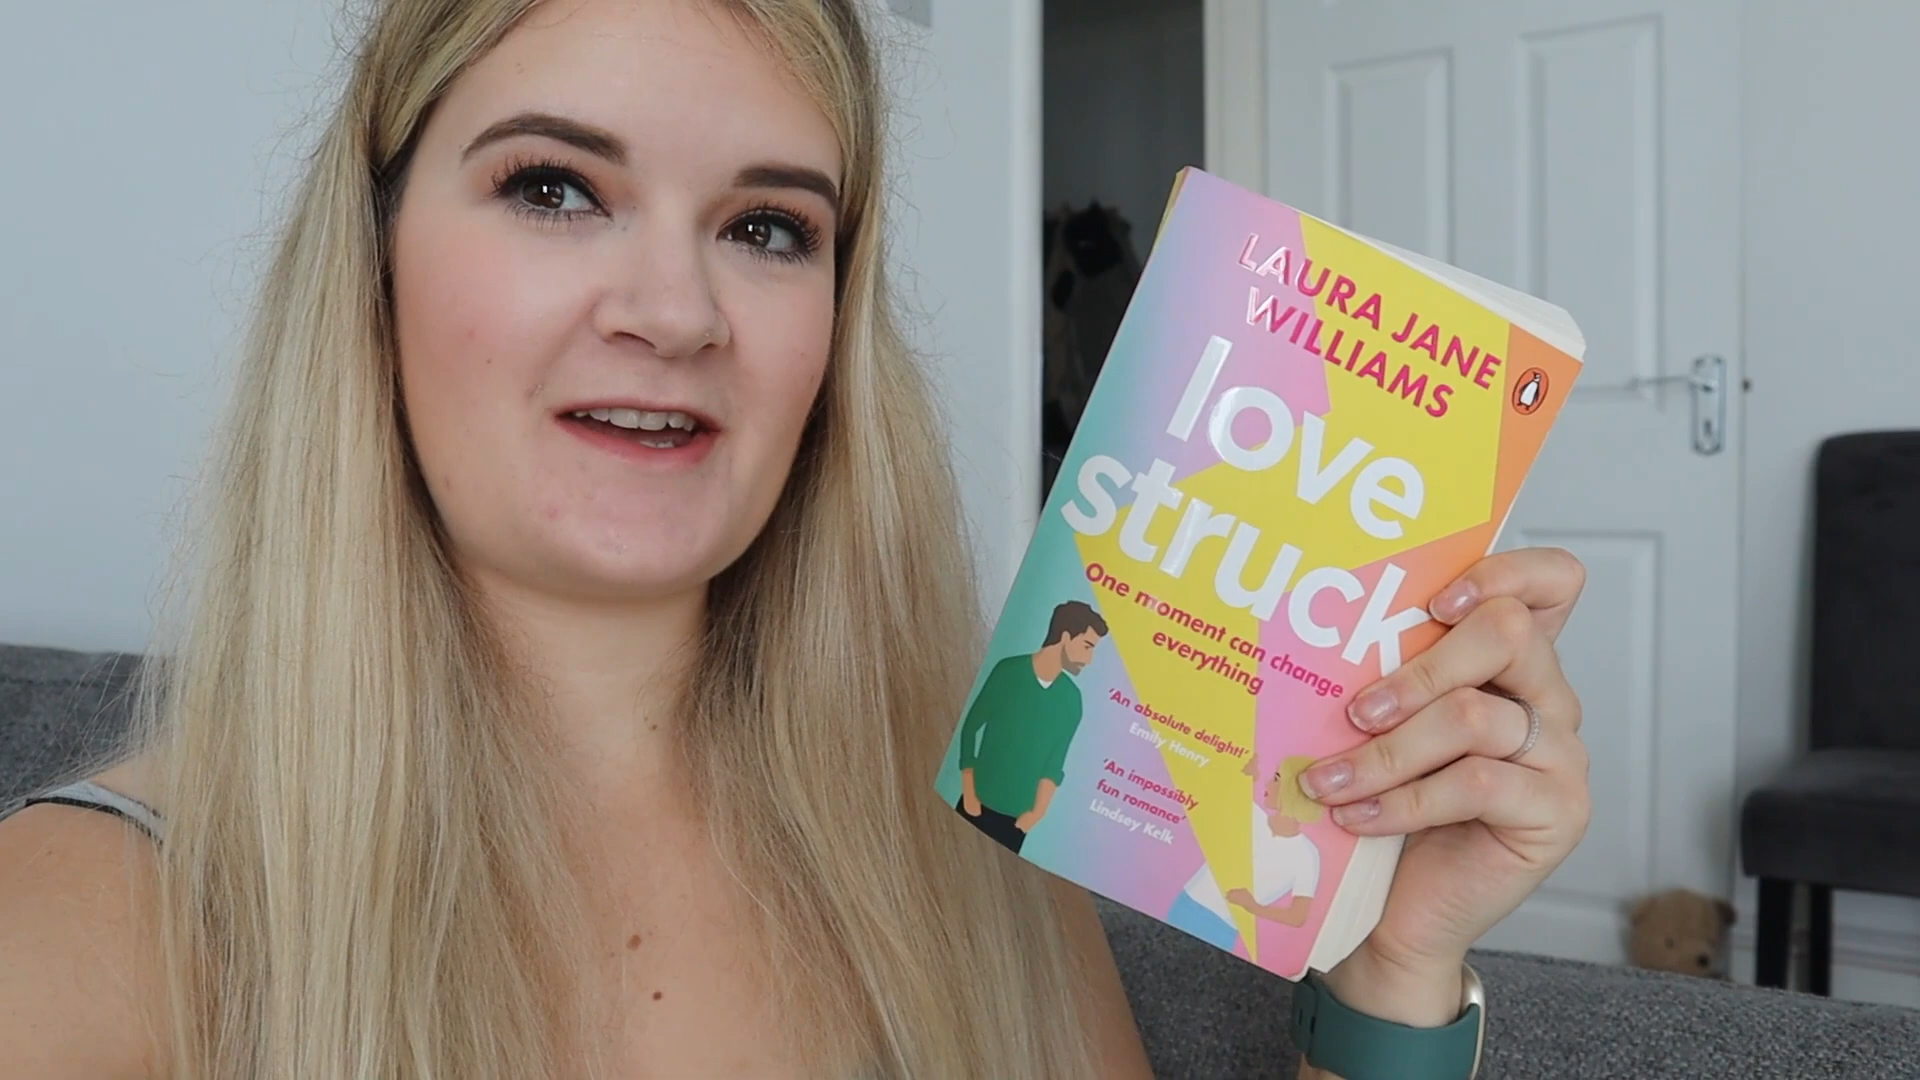 LAURA JANE
WILLIAMS
love
struck
One moment can change
everything
'An absolute delight!'
Emily Henry
'An impossibly
fun romance'
Lindsey Kelk